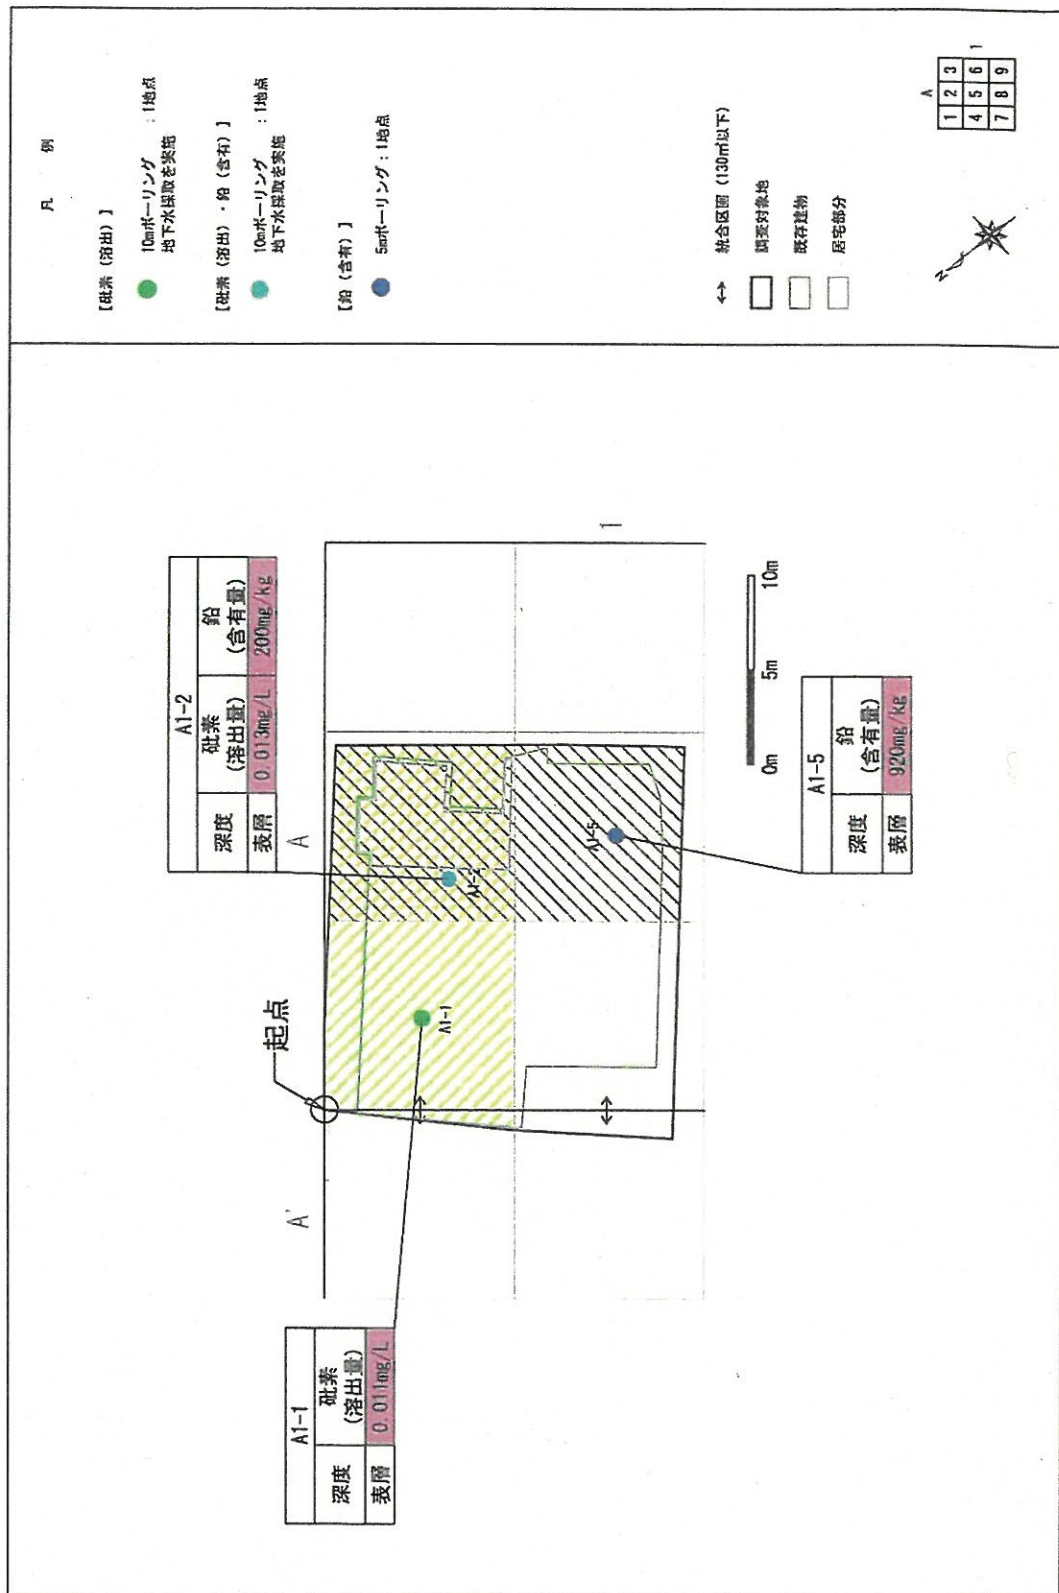 凡 例
【砒素（溶出）】
10mボーリング ：1地点
地下水採取を実施
【砒素（溶出）・鉛（含有）】
10mボーリング ：1地点
地下水採取を実施
【鉛（含有）】
5mボーリング：1地点
統合区画（130㎡以下）
調査対象地
既存建物
居宅部分
N
A
1 2 3
4 5 6 1
7 8 9
A1-2
深度 砒素（溶出量） 鉛（含有量）
表層 0.013mg/L 200mg/kg
A' A
起点
A1-1
A1-2
A1-5
1
0m 5m 10m
A1-1
深度 砒素（溶出量）
表層 0.011mg/L
A1-5
深度 鉛（含有量）
表層 920mg/kg